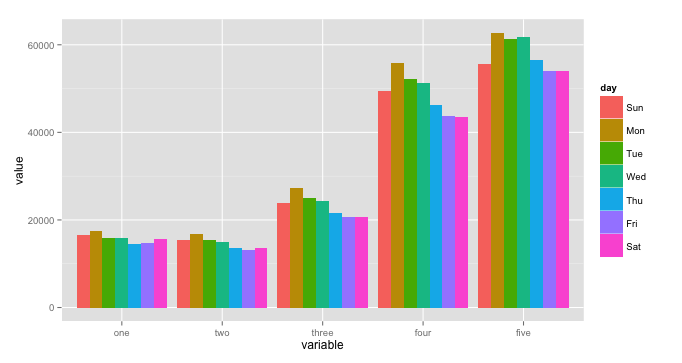 60000
40000
20000
0
value
one two three four five
variable
day
Sun
Mon
Tue
Wed
Thu
Fri
Sat